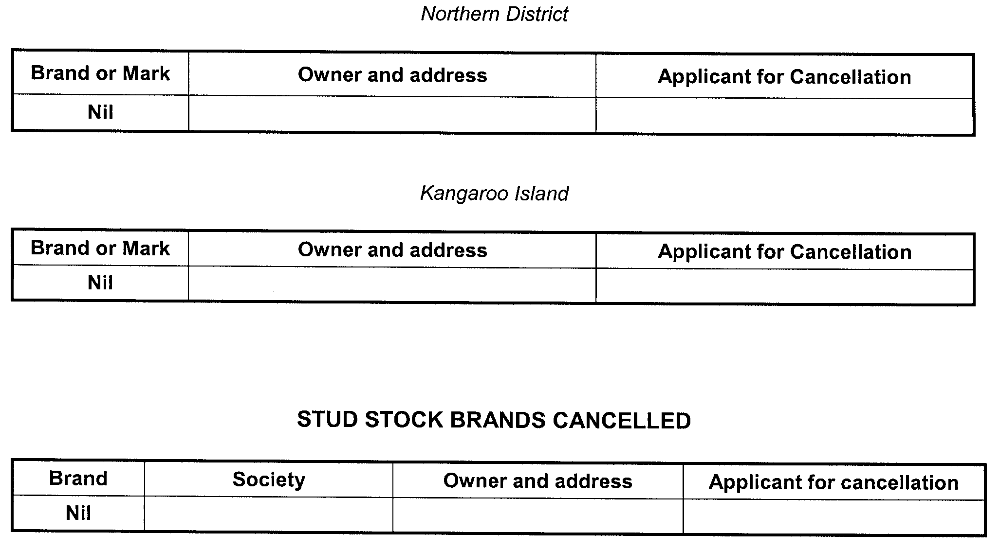 Northern District
Brand or Mark Owner and address Applicant for Cancellation
Nil
Kangaroo Island
Brand or Mark Owner and address Applicant for Cancellation
Nil
STUD STOCK BRANDS CANCELLED
Brand Society Owner and address Applicant for cancellation
Nil